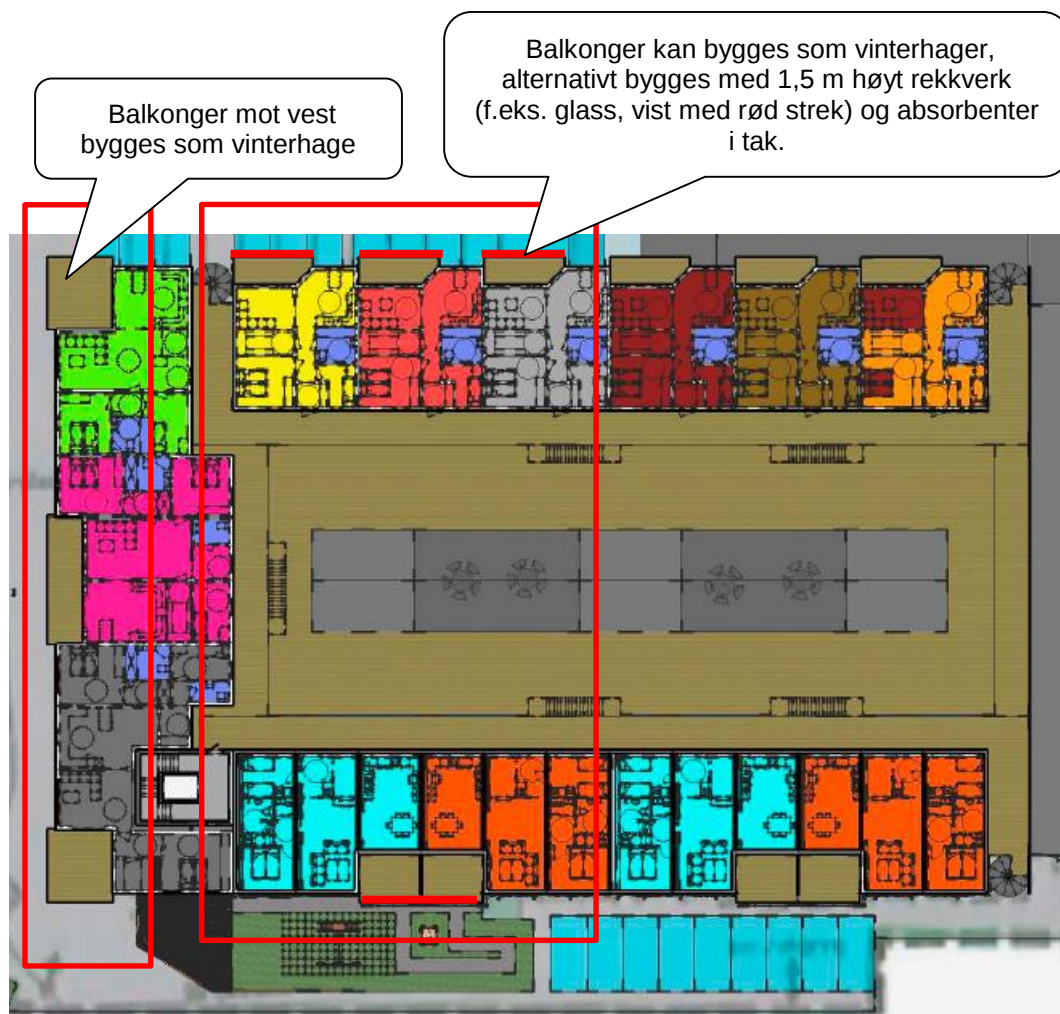 Balkonger kan bygges som vinterhager,
alternativt bygges med 1,5 m høyt rekkverk
(f.eks. glass, vist med rød strek) og absorbenter
i tak.
Balkonger mot vest
bygges som vinterhage